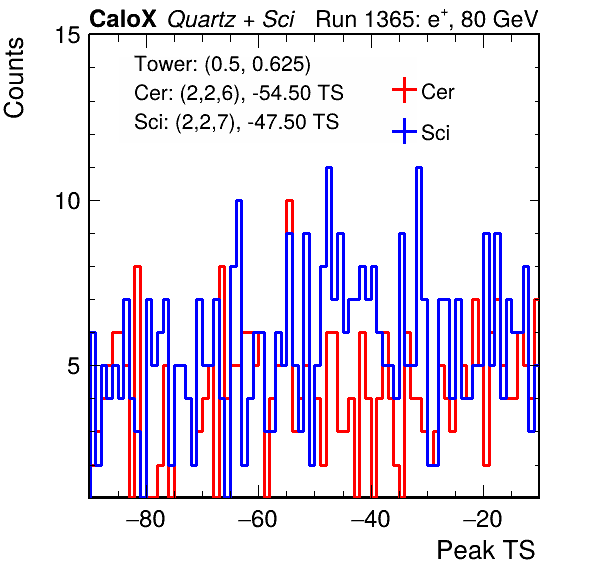 CaloX Quartz + Sci Run 1365: e+, 80 GeV
Counts
15
Tower: (0.5, 0.625)
Cer: (2,2,6), -54.50 TS
Sci: (2,2,7), -47.50 TS
Cer
Sci
10
5
−80 −60 −40 −20
Peak TS